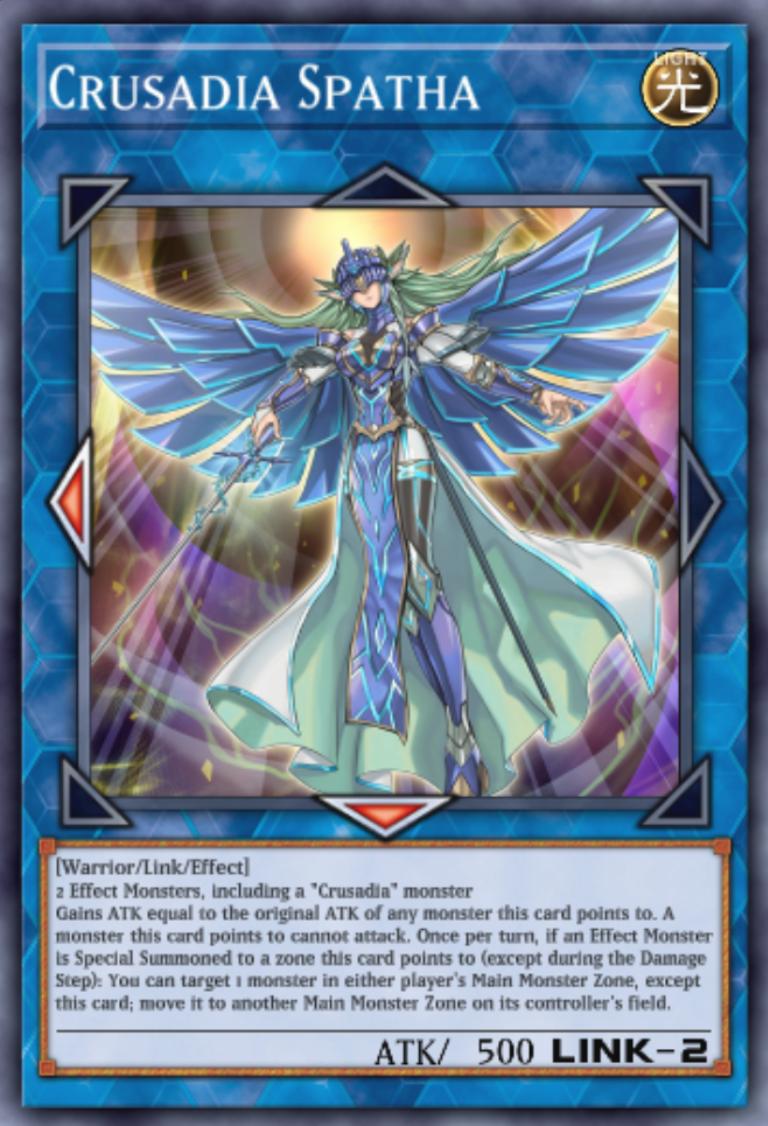 CRUSADIA SPATHA
LIGHT
光
[Warrior/Link/Effect]
2 Effect Monsters, including a "Crusadia" monster
Gains ATK equal to the original ATK of any monster this card points to. A
monster this card points to cannot attack. Once per turn, if an Effect Monster
is Special Summoned to a zone this card points to (except during the Damage
Step): You can target 1 monster in either player's Main Monster Zone, except
this card; move it to another Main Monster Zone on its controller's field.
ATK/ 500 LINK-2